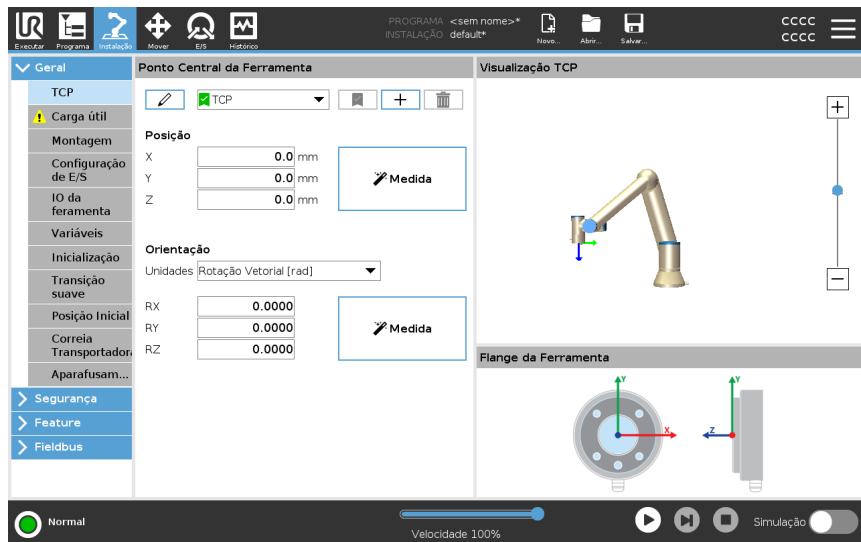 UR
PROGRAMA <sem nome>*
INSTALAÇÃO default*
CCCC
CCCC
Executar Programa Instalação Mover E/S Histórico Novo... Abrir... Salvar...
Geral
TCP
Carga útil
Montagem
Configuração
de E/S
IO da
feramenta
Variáveis
Inicialização
Transição
suave
Posição Inicial
Correia
Transportador
Aparafusam...
Segurança
Feature
Fieldbus
Ponto Central da Ferramenta
TCP
Posição
X 0.0 mm
Y 0.0 mm
Z 0.0 mm
Medida
Orientação
Unidades Rotação Vetorial [rad]
RX 0.0000
RY 0.0000
RZ 0.0000
Medida
Visualização TCP
Flange da Ferramenta
Y
X
Y
Z
Normal
Velocidade 100%
Simulação